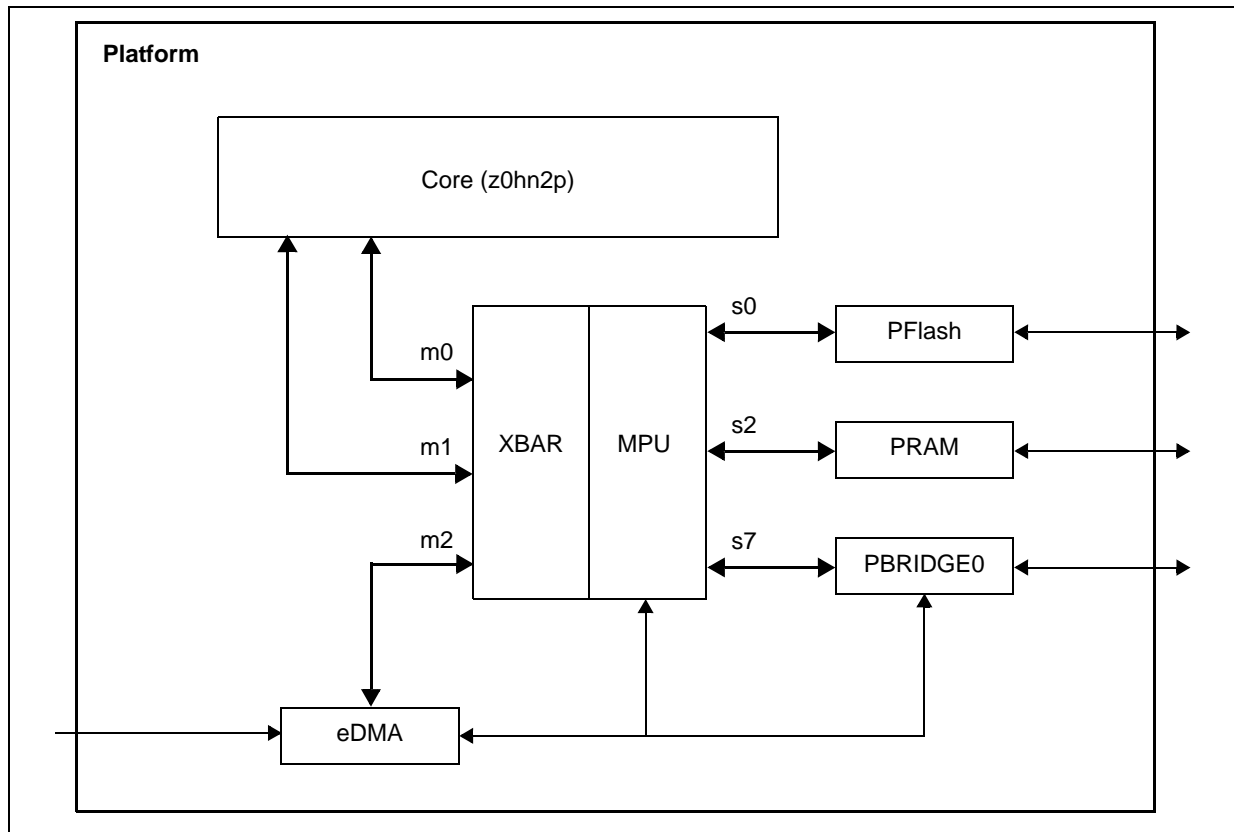 Platform
Core (z0hn2p)
s0
PFlash
m0
m1
XBAR
MPU
s2
PRAM
m2
s7
PBRIDGE0
eDMA